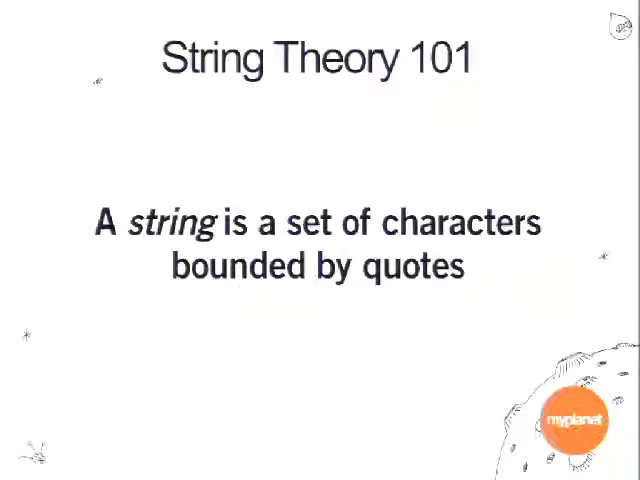 String Theory 101
A string is a set of characters
bounded by quotes
myplanet